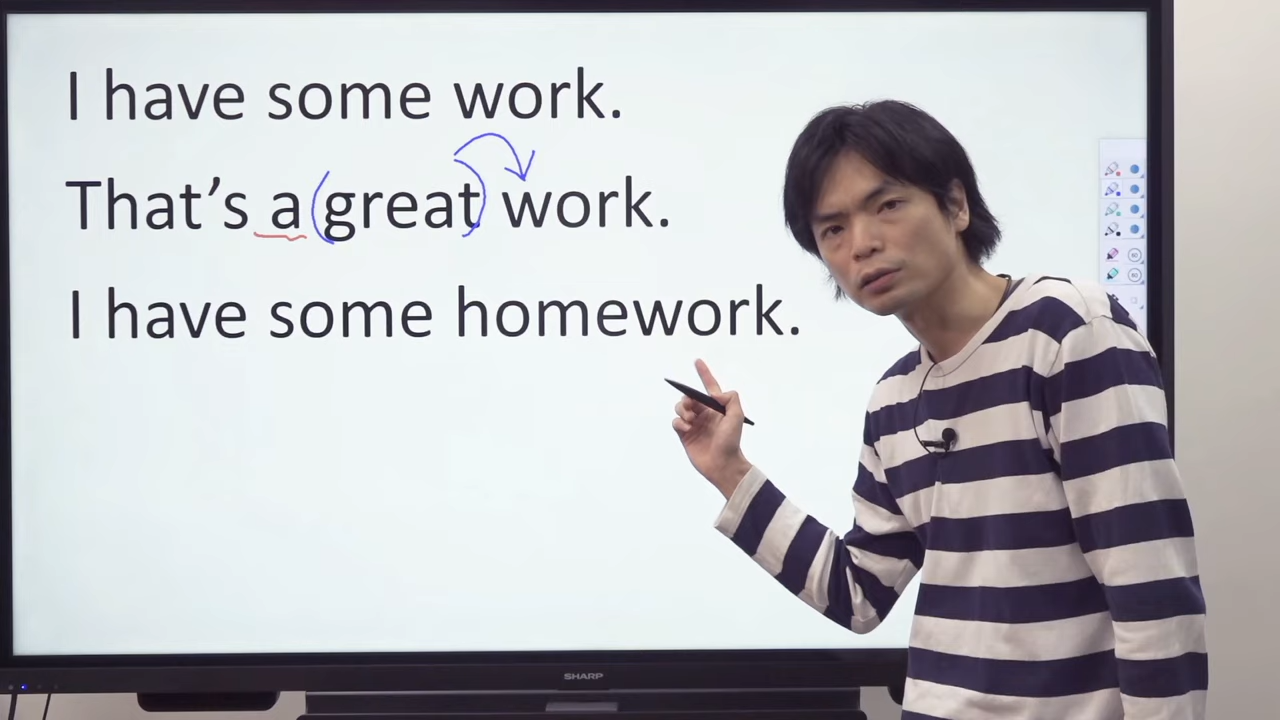 I have some work.
That's a (great) work.
I have some homework.
SHARP